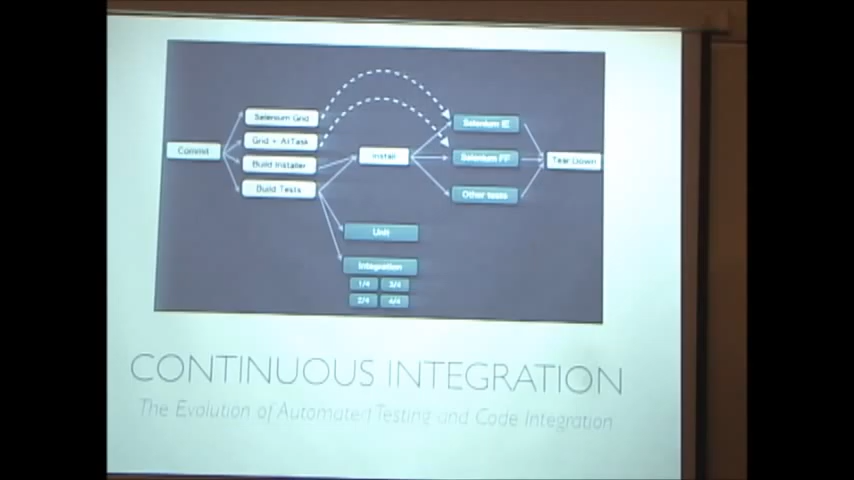 Commit
Selenium Grid
Grid + AtTask
Build Installer
Build Tests
Install
Unit
Integration
1/4 3/4
2/4 4/4
Selenium IE
Selenium FF
Other tests
Tear Down
CONTINUOUS INTEGRATION
The Evolution of Automated Testing and Code Integration